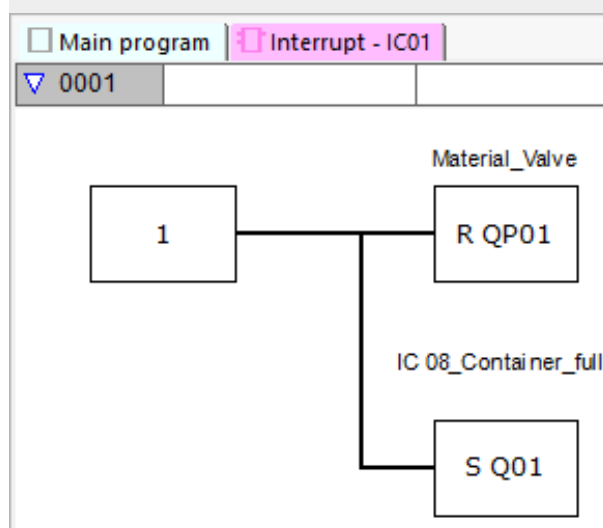 Main program Interrupt - IC01
0001
Material_Valve
1 R QP01
IC 08_Container_full
S Q01